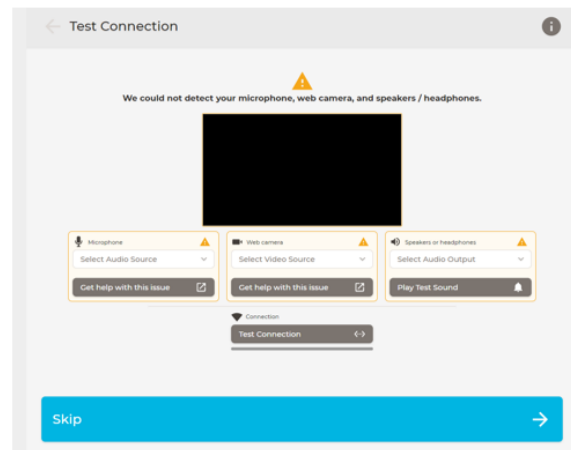 Test Connection
We could not detect your microphone, web camera, and speakers / headphones.
Microphone
Select Audio Source
Get help with this issue
Web camera
Select Video Source
Get help with this issue
Speakers or headphones
Select Audio Output
Play Test Sound
Connection
Test Connection
Skip